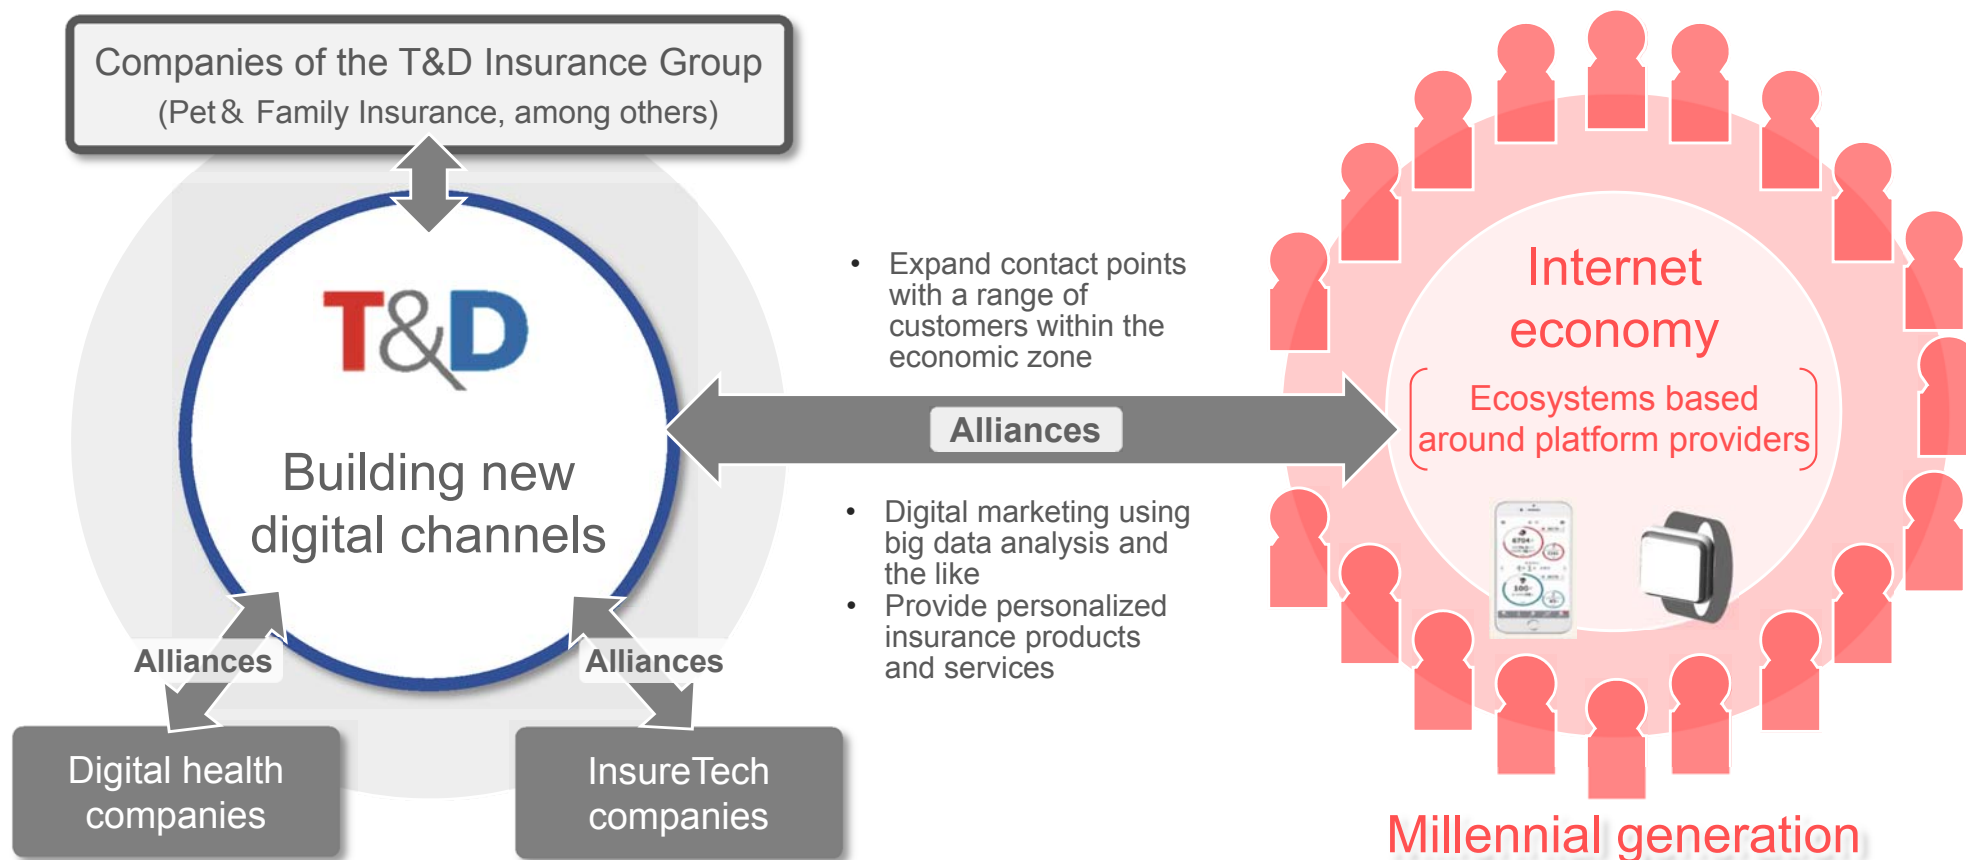 Companies of the T&D Insurance Group
(Pet& Family Insurance, among others)
T&D
Building new
digital channels
Alliances
Alliances
Digital health
companies
InsureTech
companies
• Expand contact points
with a range of
customers within the
economic zone
Alliances
• Digital marketing using
big data analysis and
the like
• Provide personalized
insurance products
and services
Internet
economy
Ecosystems based
around platform providers
6704
100
Millennial generation